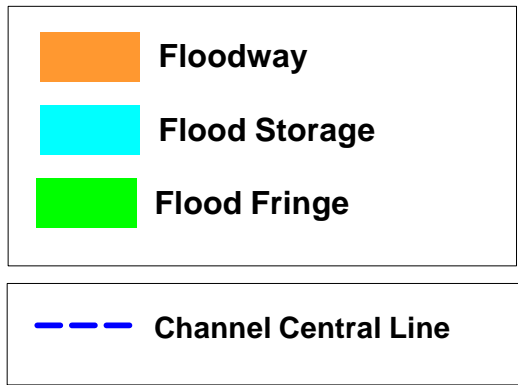 Floodway
Flood Storage
Flood Fringe
Channel Central Line